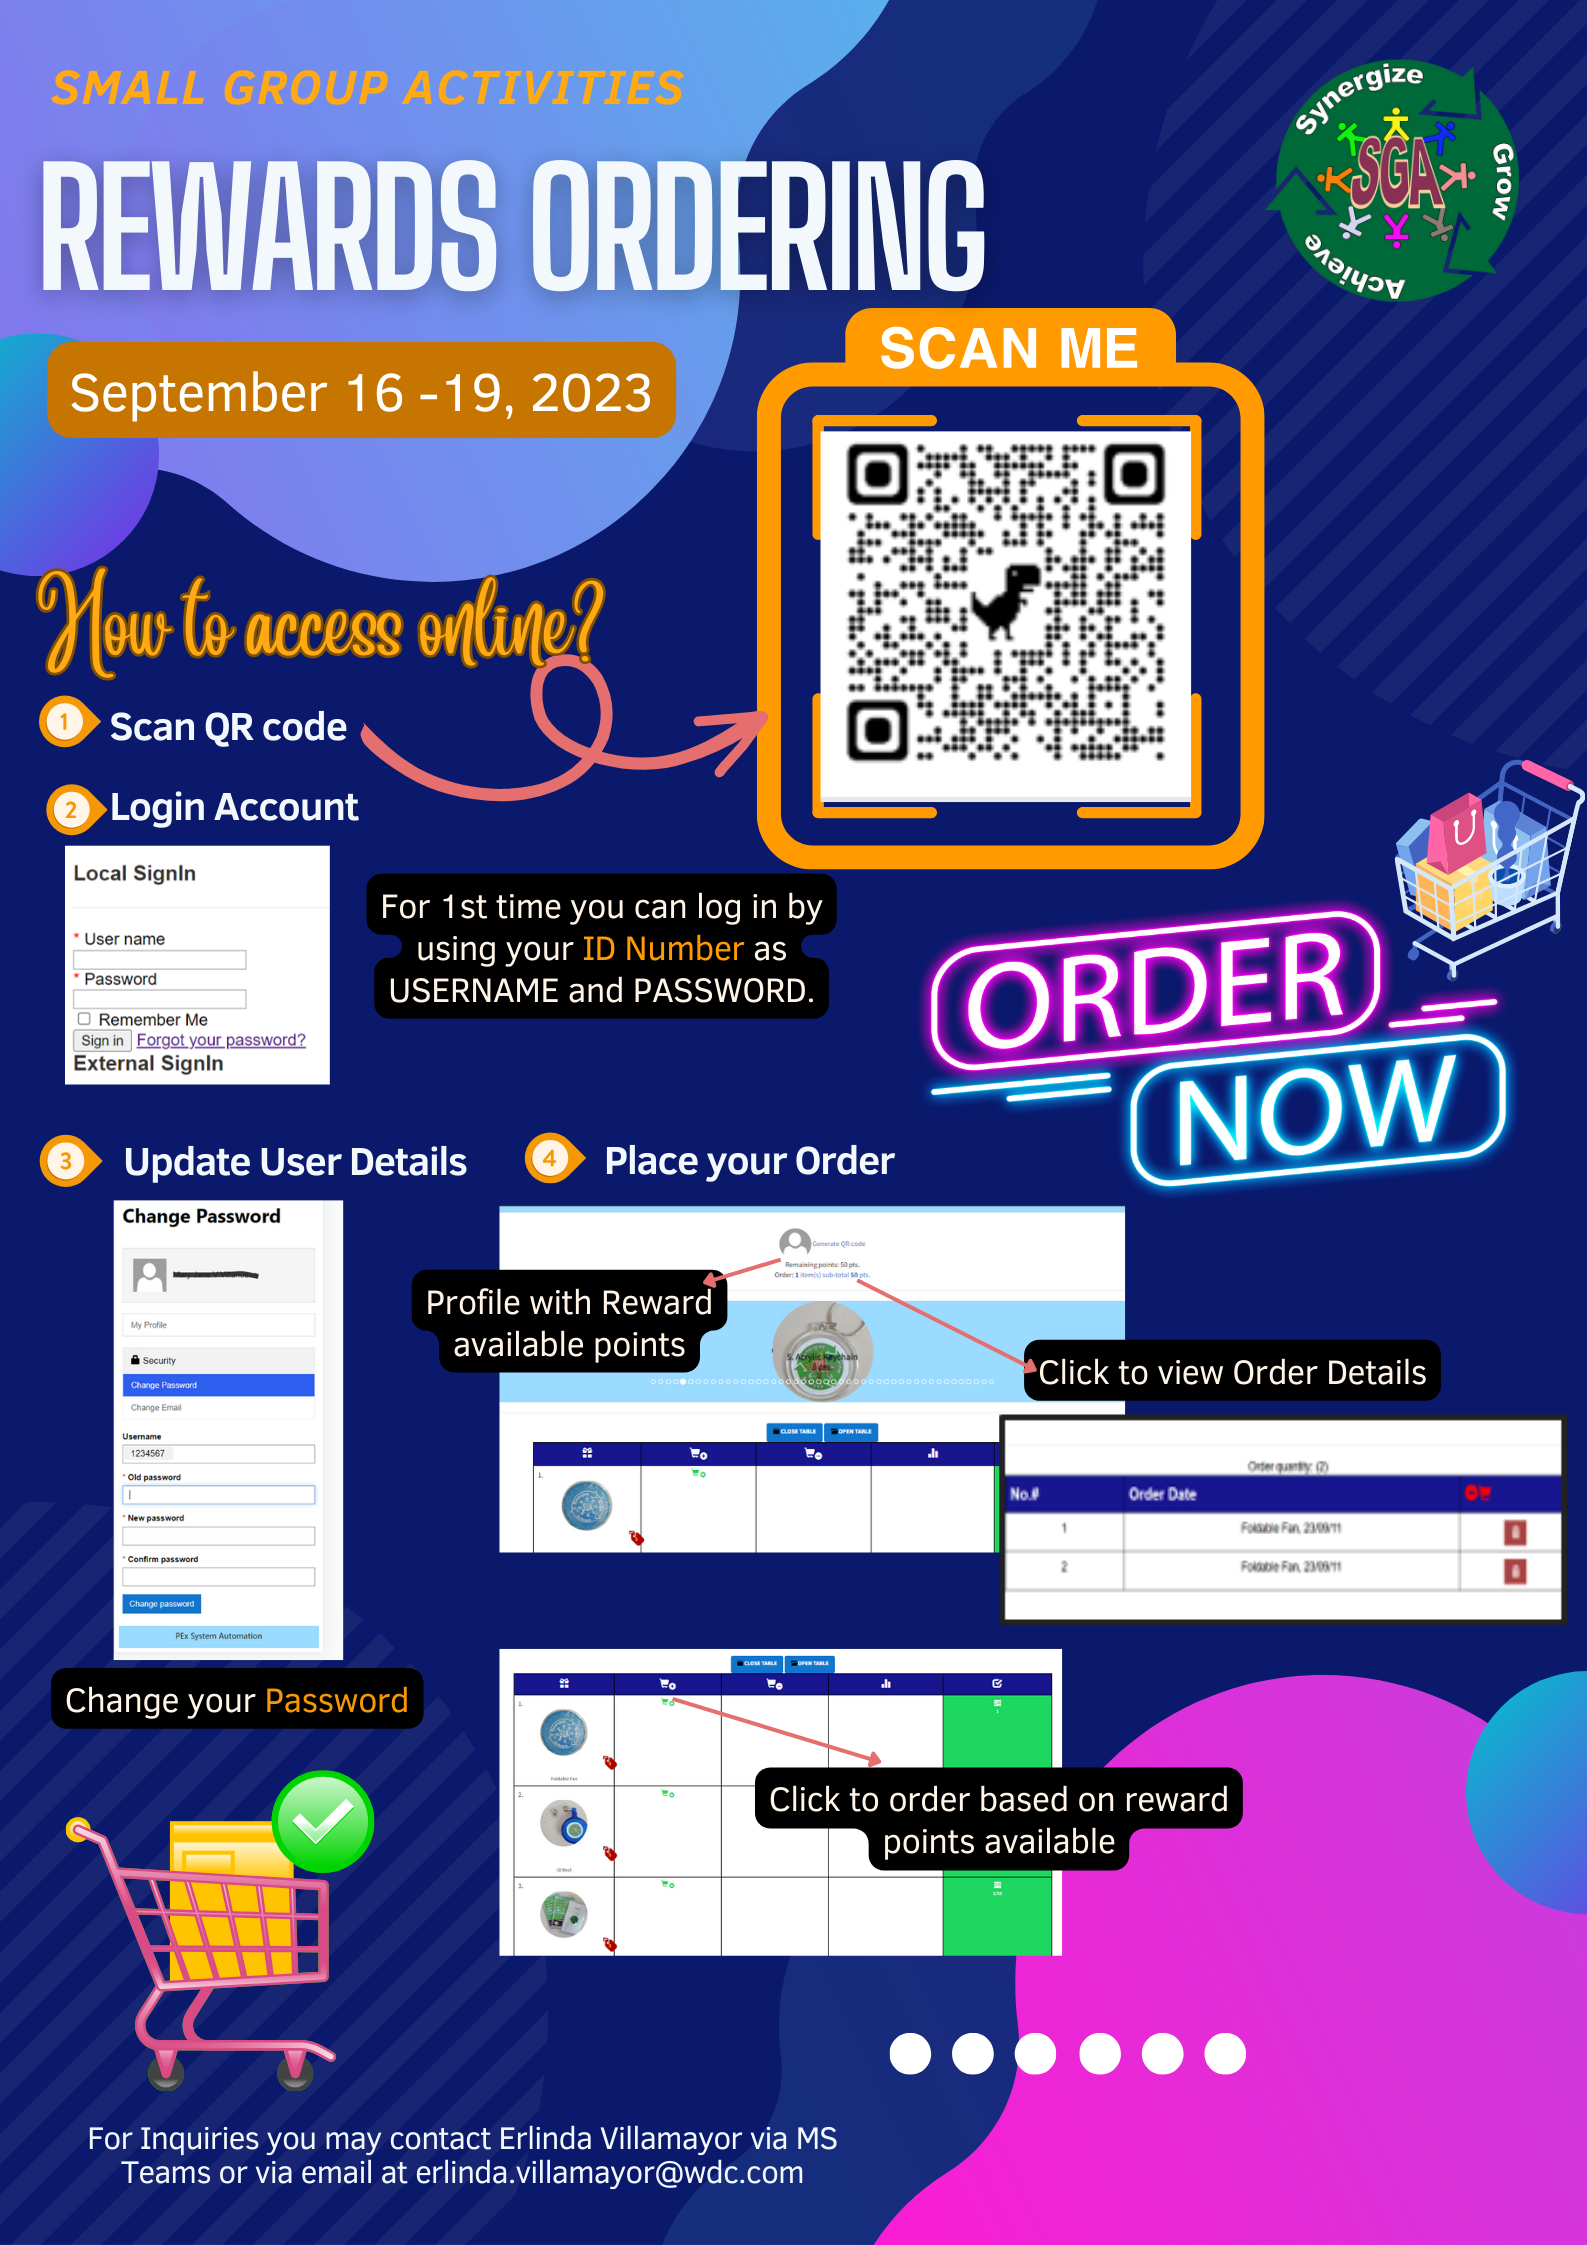 SMALL GROUP ACTIVITIES
REWARDS ORDERING
Synergize
Grow
Achieve
SGA
September 16 -19, 2023
SCAN ME
How to access online?
1 Scan QR code
2 Login Account
Local SignIn
* User name
* Password
Remember Me
Sign in Forgot your password?
External SignIn
For 1st time you can log in by
using your ID Number as
USERNAME and PASSWORD.
ORDER
NOW
3 Update User Details
Change Password
My Profile
Security
Change Password
Change Email
Username
1234567
* Old password
* New password
* Confirm password
Change password
PEx System Automation
Change your Password
4 Place your Order
Generate QR code
Remaining points: 50 pts.
Order: 1 item(s) sub-total 50 pts.
Profile with Reward
available points
5. Acrylic Keychain
Click to view Order Details
CLOSE TABLE OPEN TABLE
1.
Order quantity: (2)
No.# Order Date
1 Foldable Fan, 23/09/11
2 Foldable Fan, 23/09/11
CLOSE TABLE OPEN TABLE
1.
1
Foldable Fan
2.
Click to order based on reward
points available
3.
For Inquiries you may contact Erlinda Villamayor via MS
Teams or via email at erlinda.villamayor@wdc.com